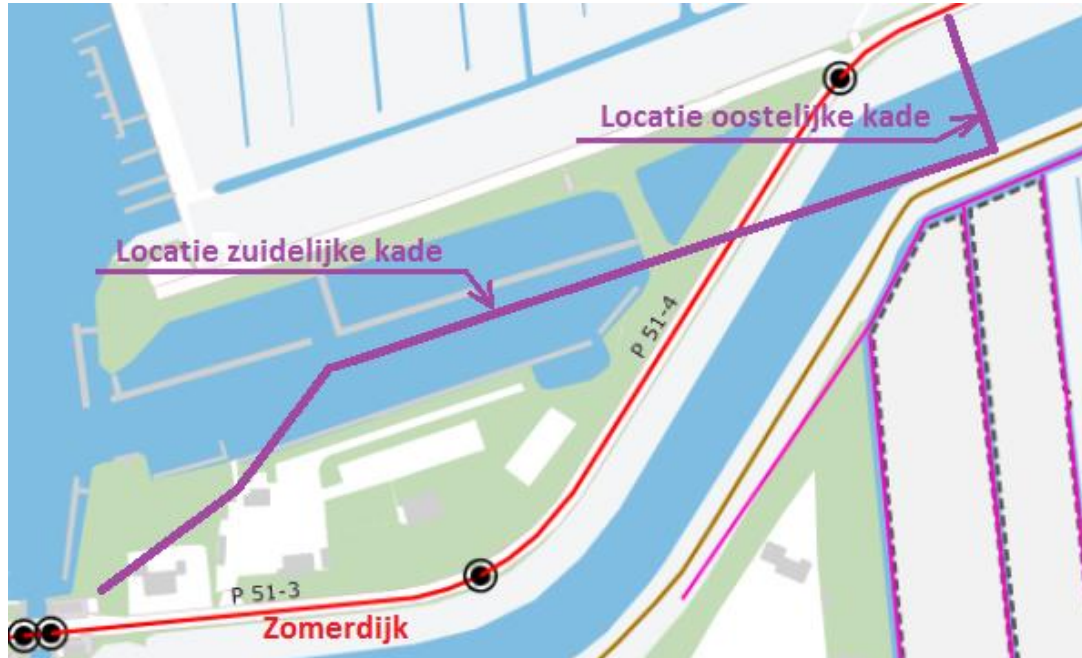 Locatie oostelijke kade
Locatie zuidelijke kade
P 51-4
P 51-3
Zomerdijk